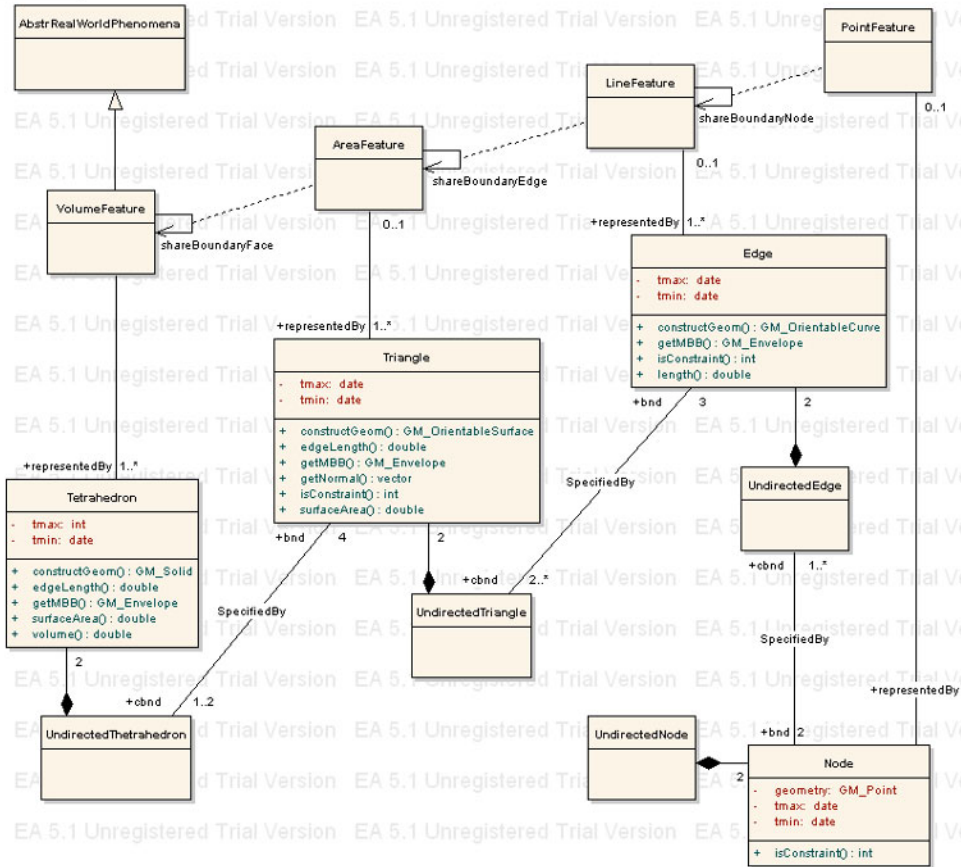 AbstrRealWorldPhenomena
PointFeature
LineFeature
0..1
shareBoundaryNode
AreaFeature
0..1
shareBoundaryEdge
VolumeFeature
0..1
shareBoundaryFace
+representedBy 1..*
Edge
- tmax: date
- tmin: date
+ constructGeom() : GM_OrientableCurve
+ getMBB() : GM_Envelope
+ isConstraint() : int
+ length() : double
+representedBy 1..*
Triangle
- tmax: date
- tmin: date
+ constructGeom() : GM_OrientableSurface
+ edgeLength() : double
+ getMBB() : GM_Envelope
+ getNormal() : vector
+ isConstraint() : int
+ surfaceArea() : double
+bnd 3
2
SpecifiedBy
UndirectedEdge
+representedBy 1..*
Tetrahedron
- tmax: int
- tmin: date
+ constructGeom() : GM_Solid
+ edgeLength() : double
+ getMBB() : GM_Envelope
+ surfaceArea() : double
+ volume() : double
+bnd 4
2
+cbnd 2..*
UndirectedTriangle
+cbnd 1..*
SpecifiedBy
SpecifiedBy
2
+cbnd 1..2
UndirectedThetrahedron
+representedBy
+bnd 2
UndirectedNode
2
Node
- geometry: GM_Point
- tmax: date
- tmin: date
+ isConstraint() : int
EA 5.1 Unregistered Trial Version